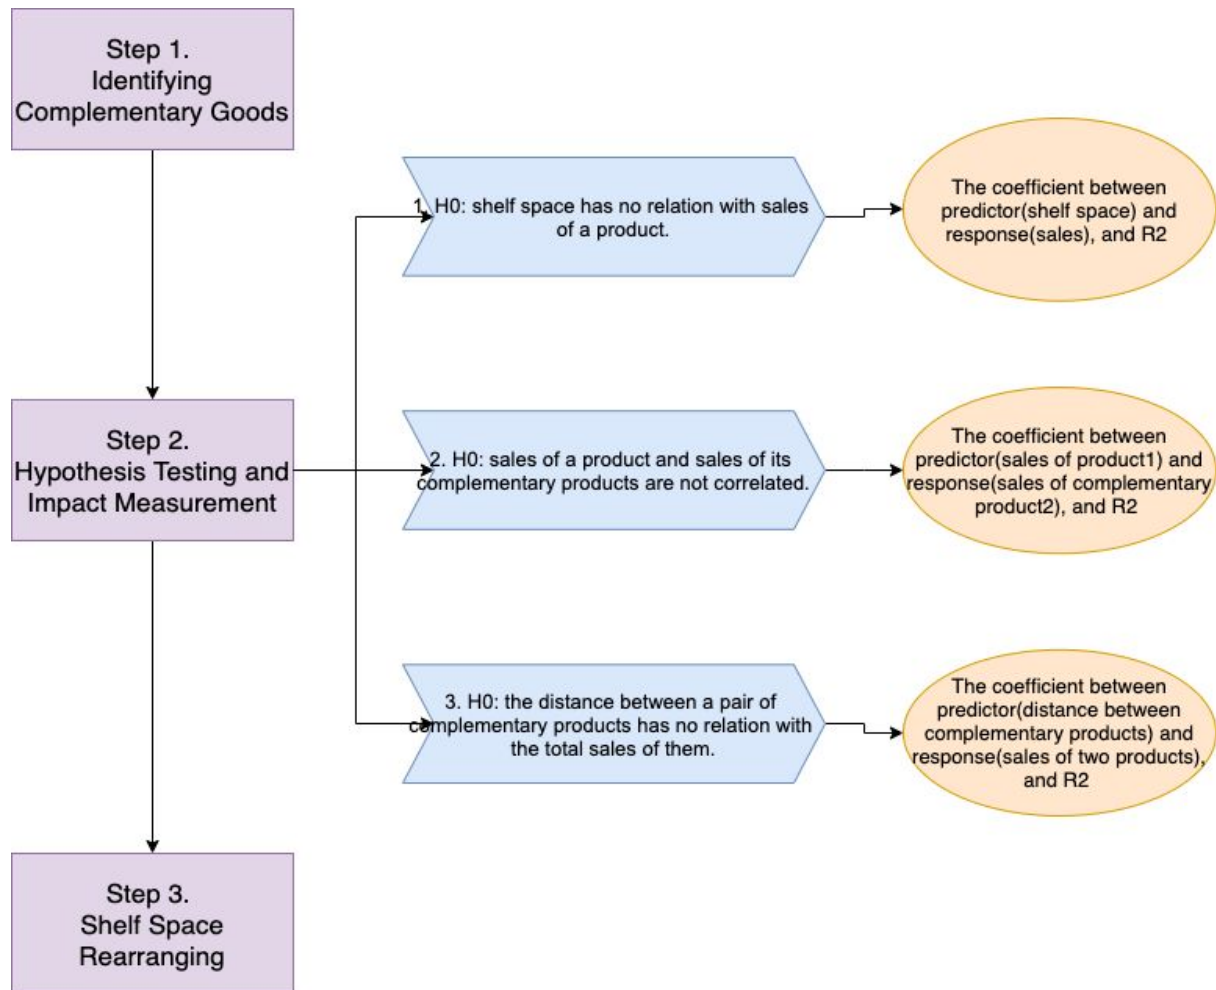 Step 1.
Identifying
Complementary Goods
1. H0: shelf space has no relation with sales
of a product.
The coefficient between
predictor(shelf space) and
response(sales), and R2
Step 2.
Hypothesis Testing and
Impact Measurement
2. H0: sales of a product and sales of its
complementary products are not correlated.
The coefficient between
predictor(sales of product1) and
response(sales of complementary
product2), and R2
3. H0: the distance between a pair of
complementary products has no relation with
the total sales of them.
The coefficient between
predictor(distance between
complementary products) and
response(sales of two products),
and R2
Step 3.
Shelf Space
Rearranging